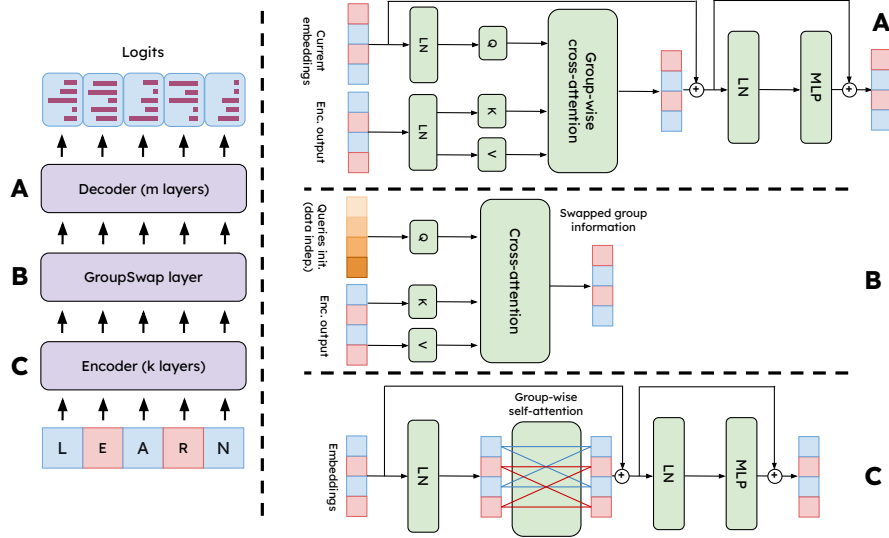 Logits
A
Decoder (m layers)
B
GroupSwap layer
C
Encoder (k layers)
L E A R N
Current
embeddings
LN
Q
Group-wise
cross-attention
Enc. output
LN
K
V
+
LN
MLP
+
A
Queries init.
(data indep.)
Q
Cross-attention
Swapped group
information
Enc. output
K
V
B
Group-wise
self-attention
Embeddings
LN
+
LN
MLP
+
C